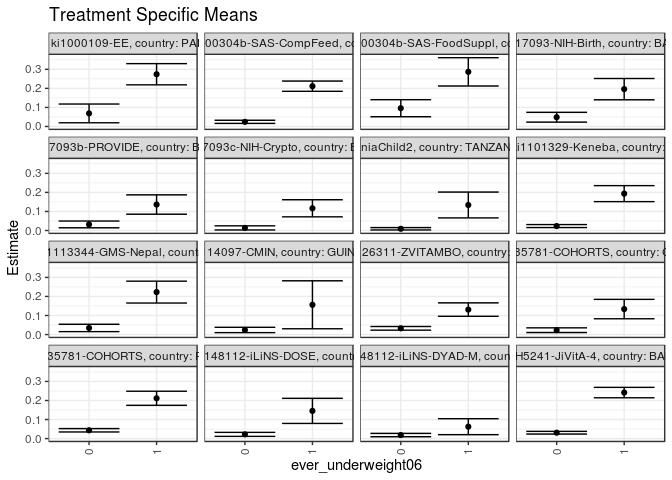 Treatment Specific Means
ki1000109-EE, country: PA
00304b-SAS-CompFeed, co
00304b-SAS-FoodSuppl, co
17093-NIH-Birth, country: BA
0.3
0.2
0.1
0.0
7093b-PROVIDE, country: B
7093c-NIH-Crypto, country: B
niaChild2, country: TANZAN
i1101329-Keneba, country:
0.3
0.2
0.1
0.0
1113344-GMS-Nepal, count
14097-CMIN, country: GUIN
26311-ZVITAMBO, country:
35781-COHORTS, country: G
0.3
0.2
0.1
0.0
35781-COHORTS, country: P
148112-iLiNS-DOSE, count
48112-iLiNS-DYAD-M, coun
H5241-JiVitA-4, country: BA
0.3
0.2
0.1
0.0
Estimate
0 1 0 1 0 1 0 1
ever_underweight06